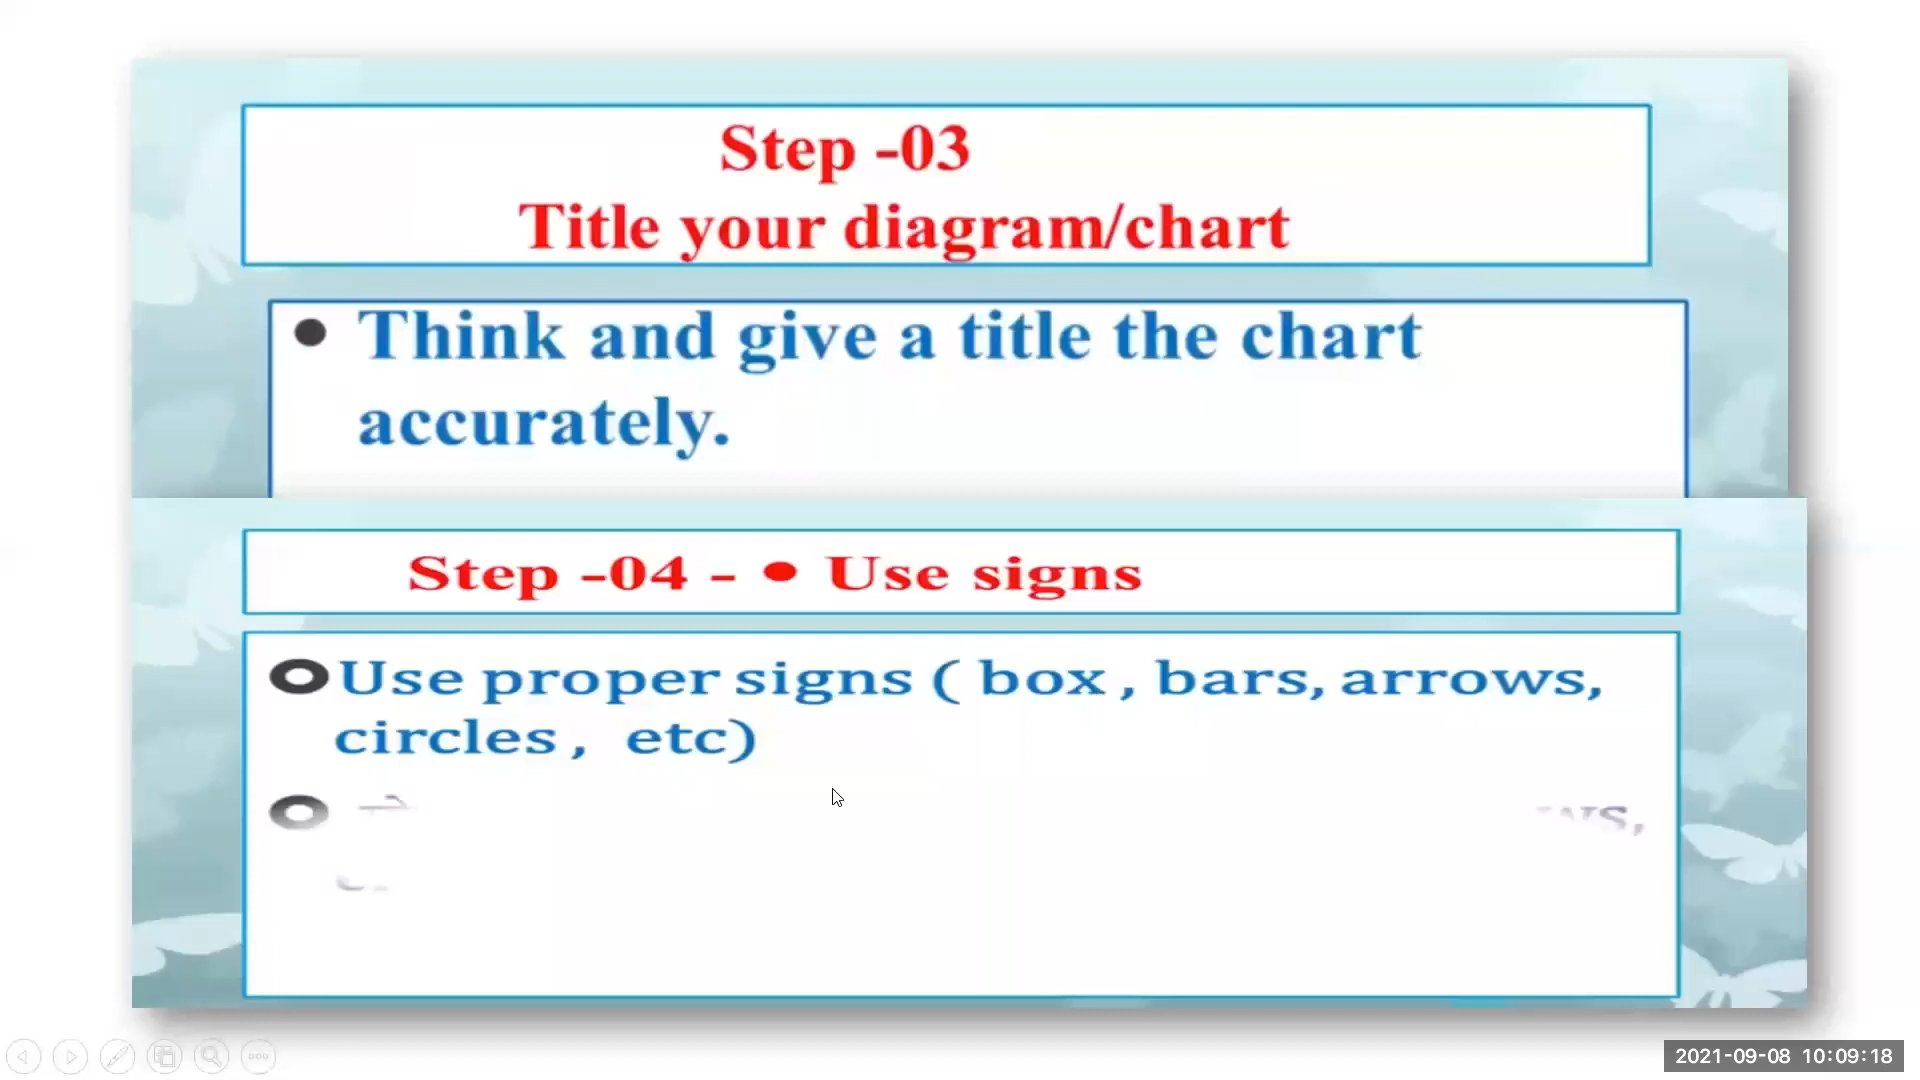 Step -03
Title your diagram/chart
• Think and give a title the chart
accurately.
Step -04 - • Use signs
Use proper signs ( box , bars, arrows,
circles , etc)
2021-09-08 10:09:18